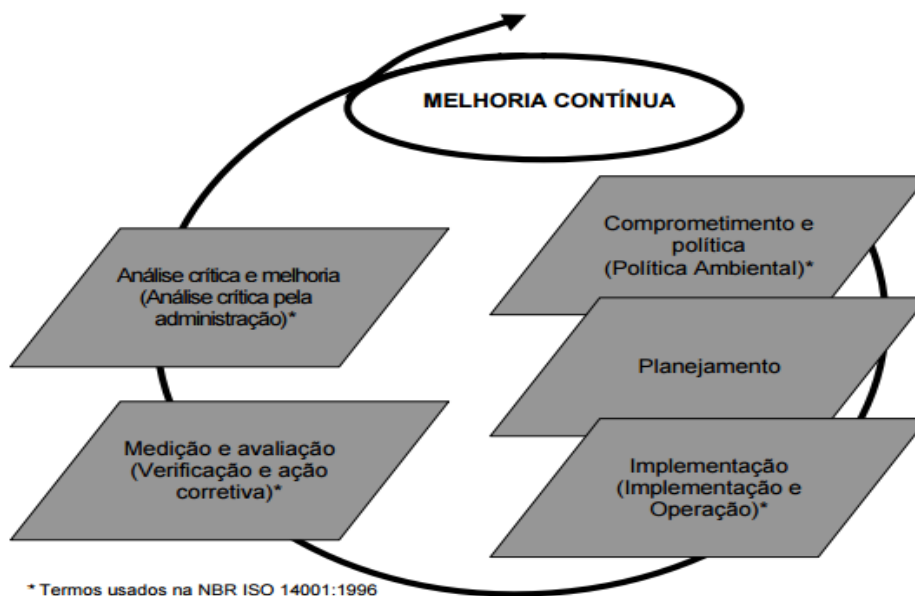 MELHORIA CONTÍNUA
Comprometimento e
política
(Política Ambiental)*
Planejamento
Implementação
(Implementação e
Operação)*
Medição e avaliação
(Verificação e ação
corretiva)*
Análise crítica e melhoria
(Análise crítica pela
administração)*
* Termos usados na NBR ISO 14001:1996